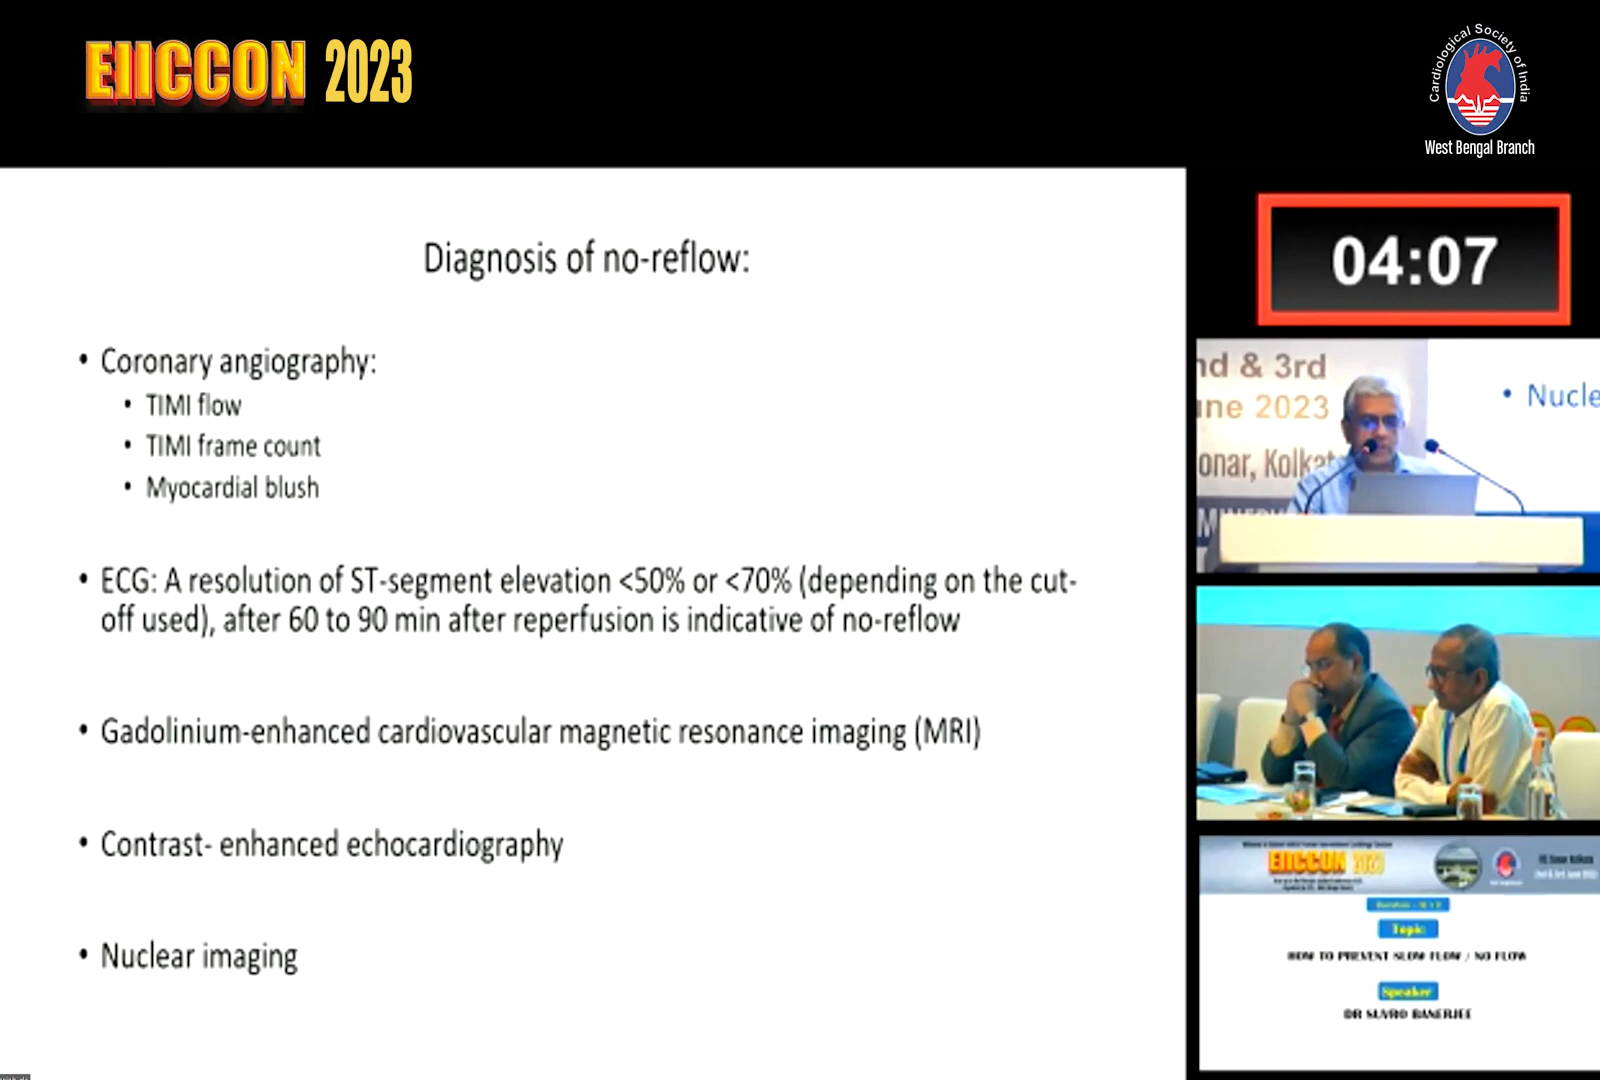 EIICCON 2023
Cardiological Society of India
West Bengal Branch
Diagnosis of no-reflow:
• Coronary angiography:
• TIMI flow
• TIMI frame count
• Myocardial blush
• ECG: A resolution of ST-segment elevation <50% or <70% (depending on the cut-
off used), after 60 to 90 min after reperfusion is indicative of no-reflow
• Gadolinium-enhanced cardiovascular magnetic resonance imaging (MRI)
• Contrast- enhanced echocardiography
• Nuclear imaging
04:07
nd & 3rd
une 2023
onar, Kolkat
• Nucle
EIICCON 2023
Topic
HOW TO PREVENT SLOW FLOW / NO FLOW
Speaker
DR SUVRO BANERJEE